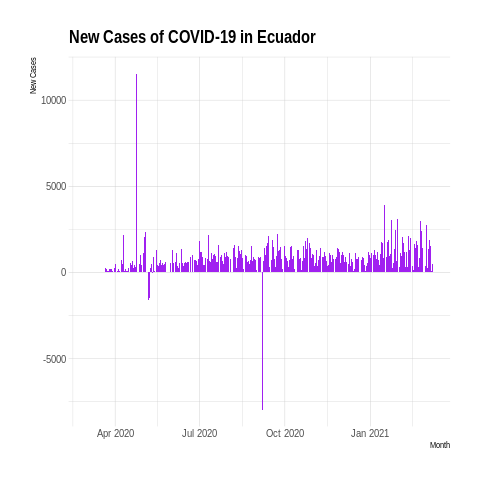 New Cases of COVID-19 in Ecuador
New Cases
10000
5000
0
-5000
Apr 2020
Jul 2020
Oct 2020
Jan 2021
Month